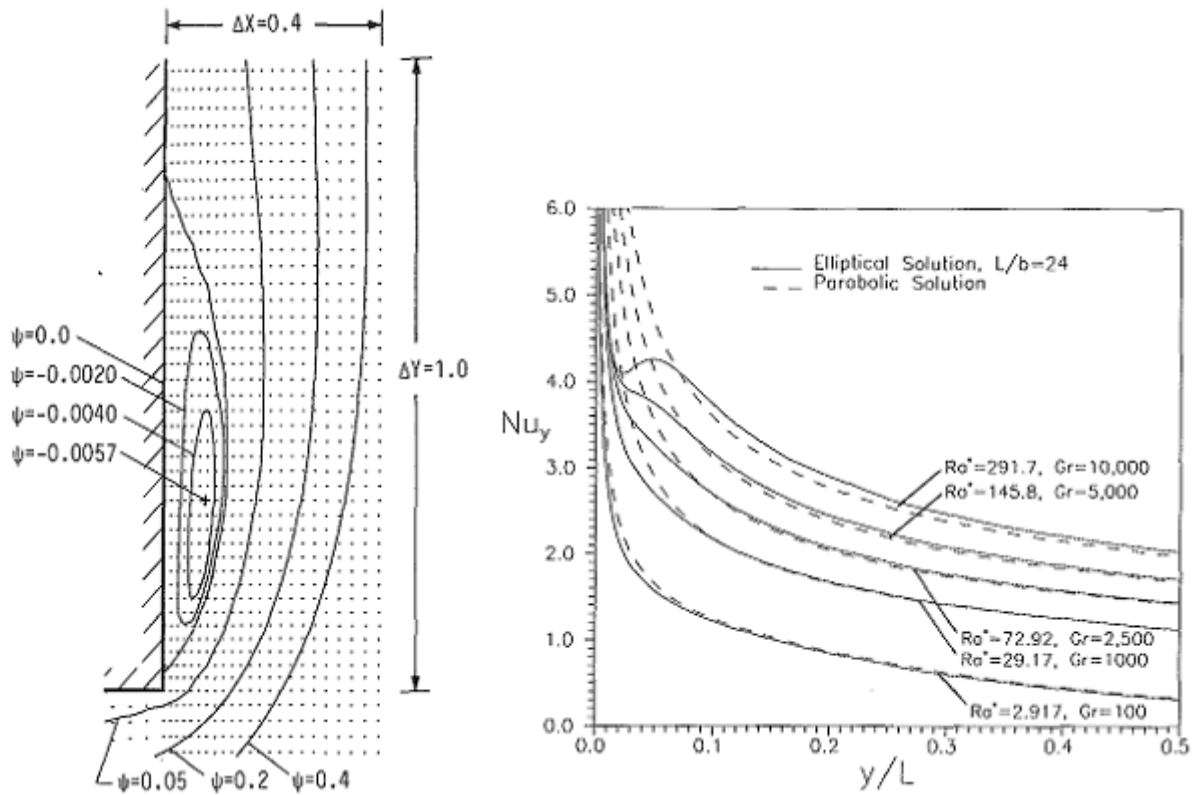 ΔX=0.4
ΔY=1.0
ψ=0.0
ψ=-0.0020
ψ=-0.0040
ψ=-0.0057
ψ=0.05
ψ=0.2
ψ=0.4
6.0
5.0
4.0
3.0
2.0
1.0
0.0
Nuy
Elliptical Solution, L/b=24
Parabolic Solution
Ra*=291.7, Gr=10,000
Ra*=145.8, Gr=5,000
Ra*=72.92, Gr=2,500
Ra*=29.17, Gr=1000
Ra*=2.917, Gr=100
0.0
0.1
0.2
0.3
0.4
0.5
y/L